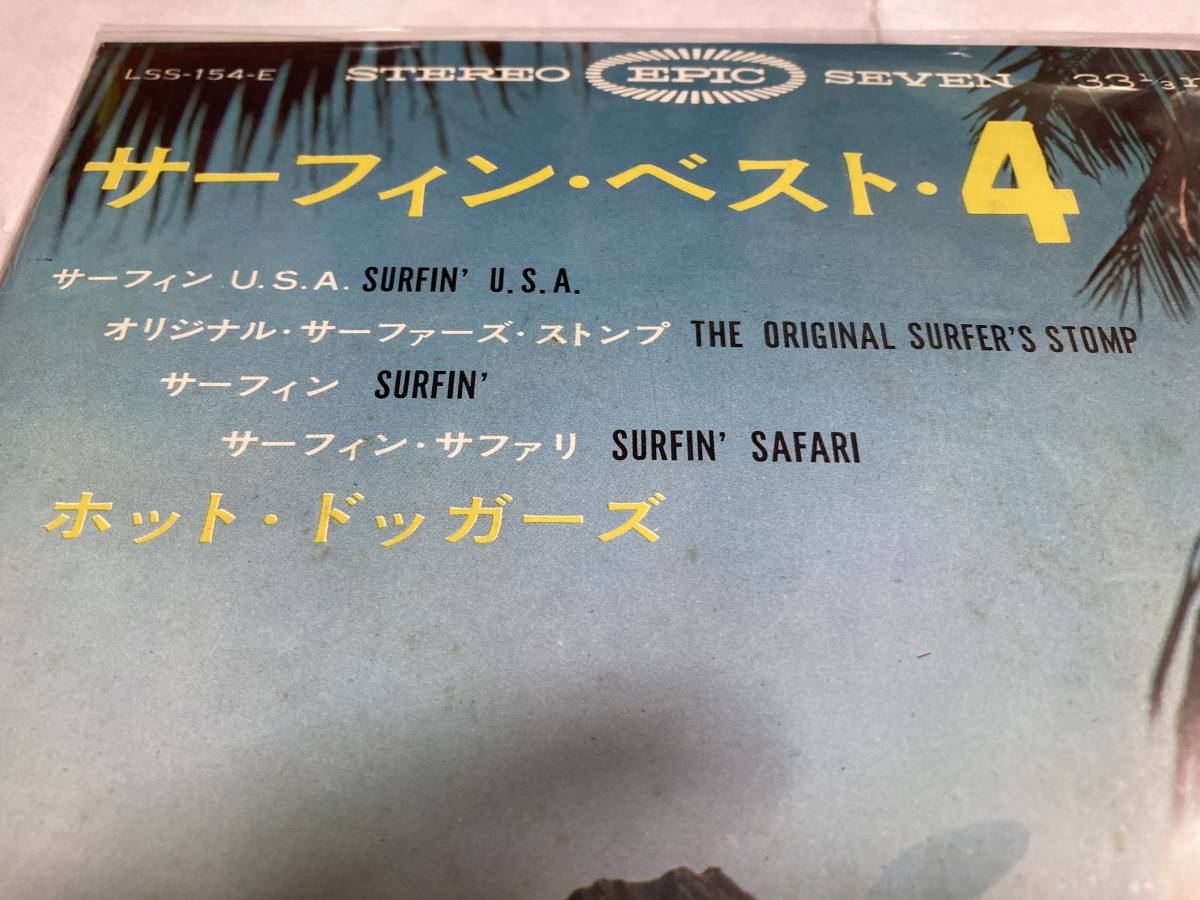 LSS-154-E STEREO EPIC SEVEN 33⅓
サーフィン・ベスト・4
サーフィン U.S.A. SURFIN' U.S.A.
オリジナル・サーファーズ・ストンプ THE ORIGINAL SURFER'S STOMP
サーフィン SURFIN'
サーフィン・サファリ SURFIN' SAFARI
ホット・ドッガーズ